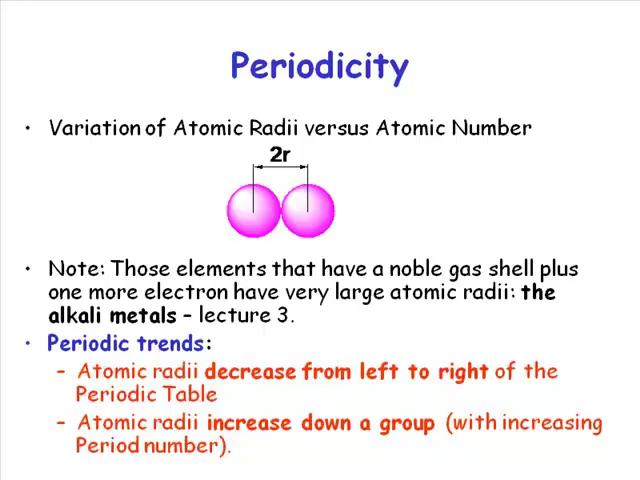 Periodicity
• Variation of Atomic Radii versus Atomic Number
2r
• Note: Those elements that have a noble gas shell plus
one more electron have very large atomic radii: the
alkali metals – lecture 3.
• Periodic trends:
– Atomic radii decrease from left to right of the
Periodic Table
– Atomic radii increase down a group (with increasing
Period number).